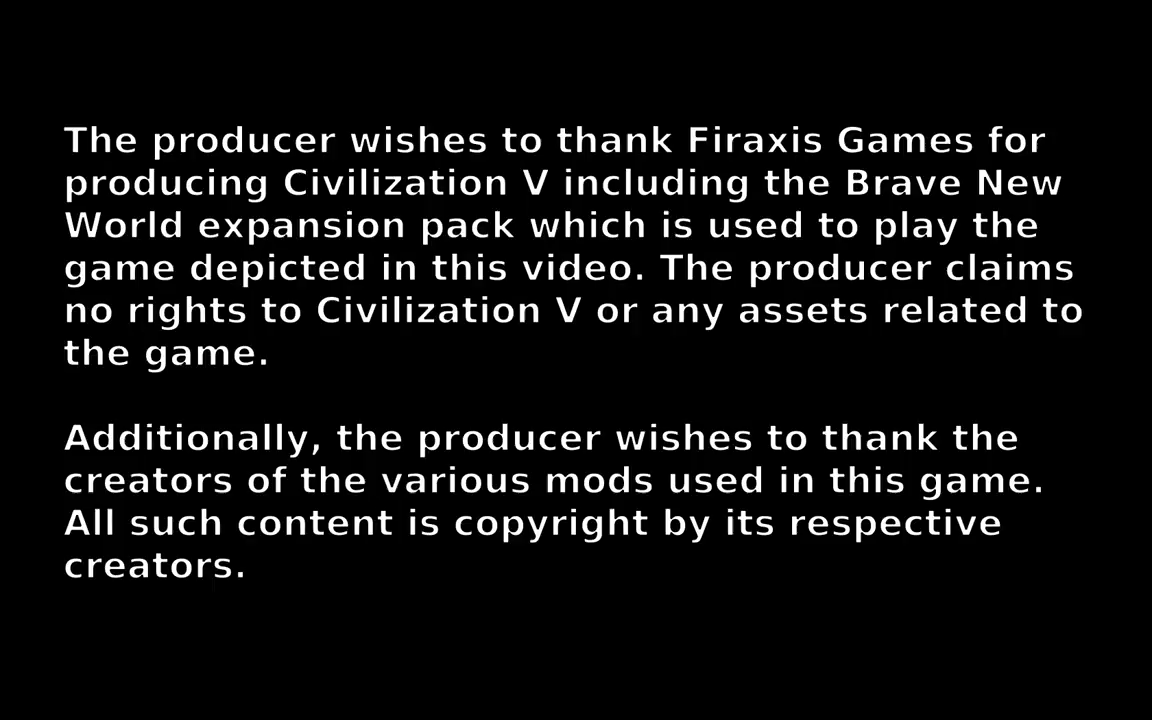 The producer wishes to thank Firaxis Games for
producing Civilization V including the Brave New
World expansion pack which is used to play the
game depicted in this video. The producer claims
no rights to Civilization V or any assets related to
the game.
Additionally, the producer wishes to thank the
creators of the various mods used in this game.
All such content is copyright by its respective
creators.